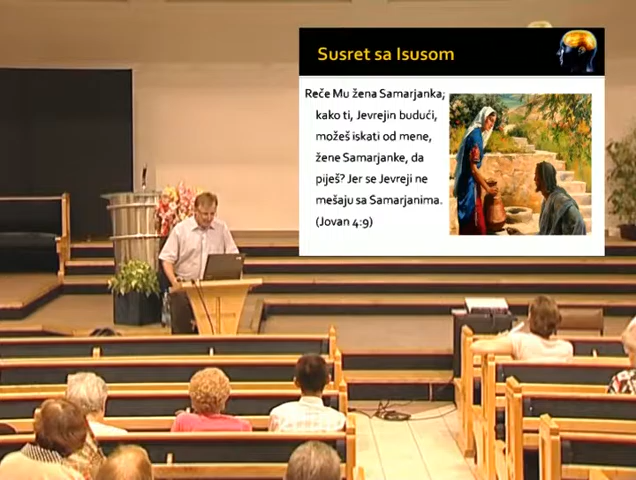 Susret sa Isusom
Reče Mu žena Samarjanka;
kako ti, Jevrejin budući,
možeš iskati od mene,
žene Samarjanke, da
piješ? Jer se Jevreji ne
mešaju sa Samarjanima.
(Jovan 4:9)